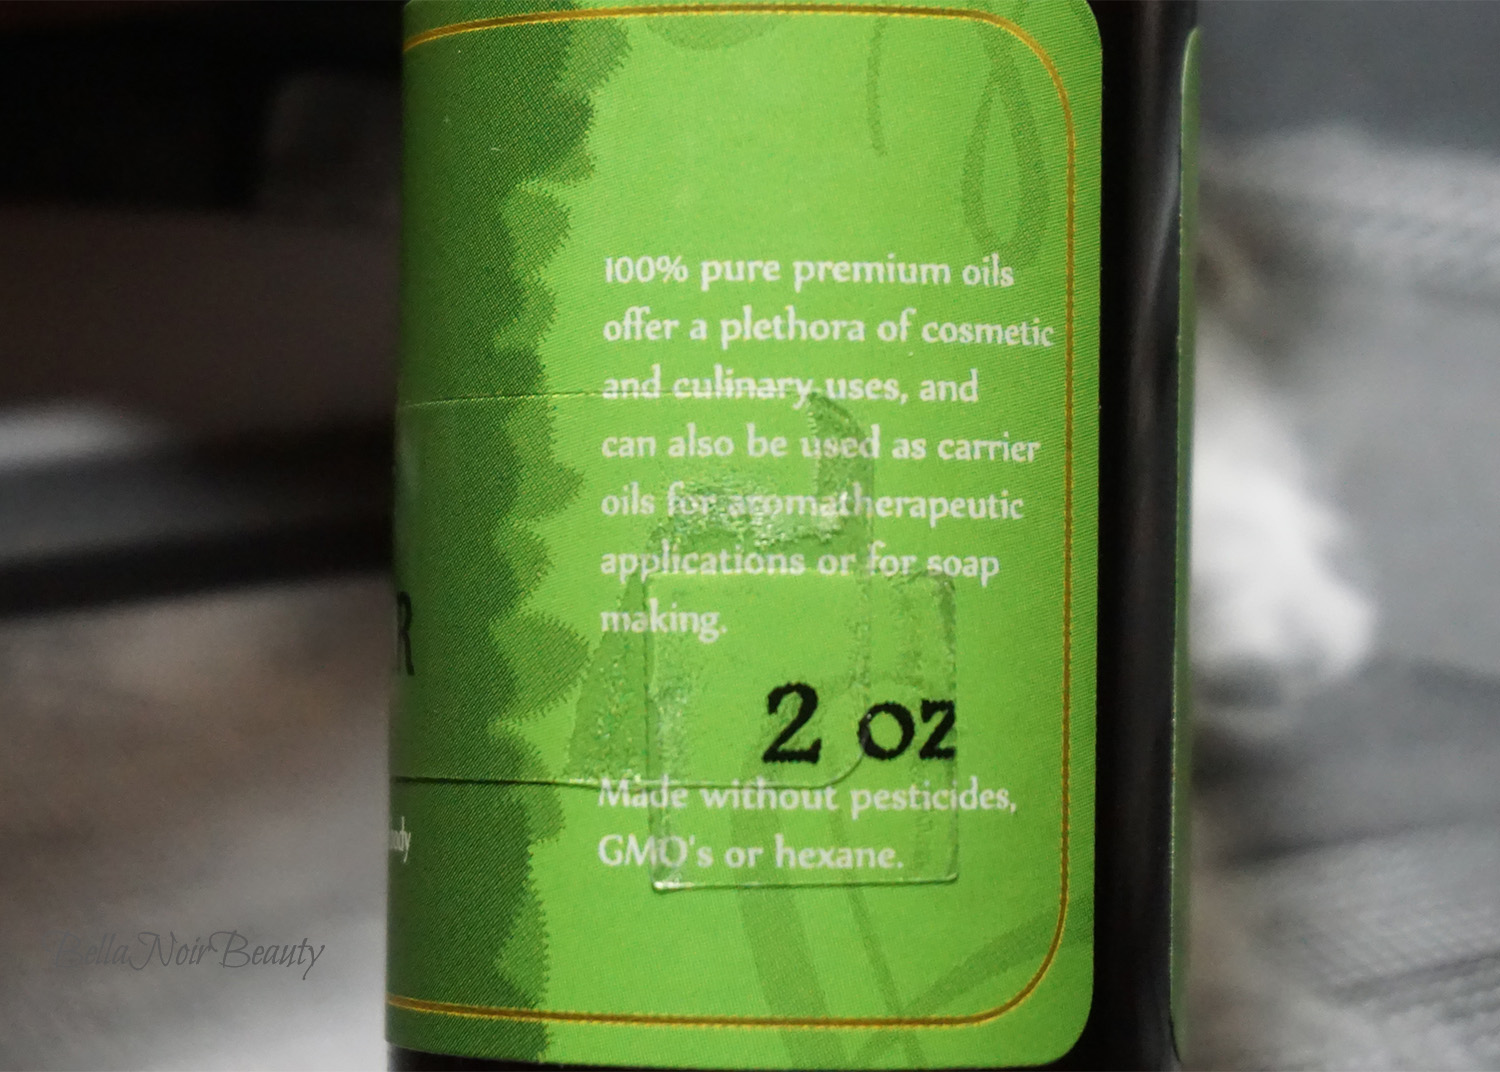 100% pure premium oils
offer a plethora of cosmetic
and culinary uses, and
can also be used as carrier
oils for aromatherapeutic
applications or for soap
making.
2 oz
Made without pesticides,
GMO's or hexane.
BellaNoirBeauty